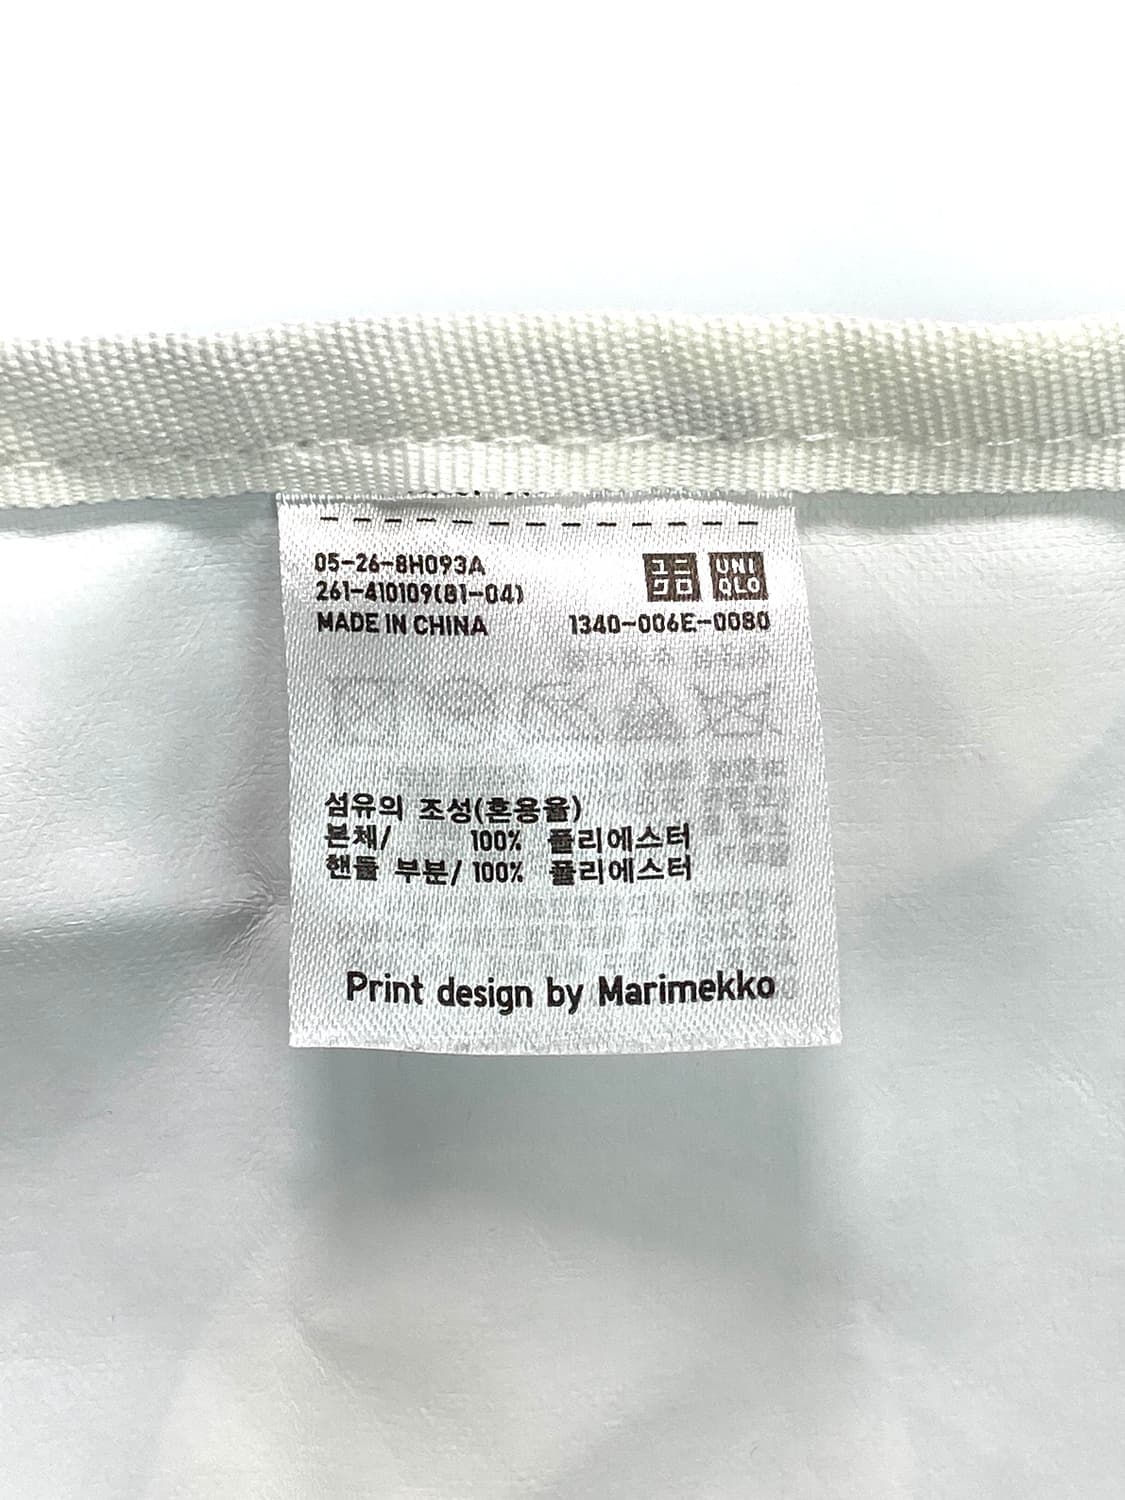 05-26-8H093A
261-410109(81-04)
MADE IN CHINA
ユニ
クロ
UNI
QLO
1340-006E-0080
섬유의 조성(혼용율)
본체/ 100% 폴리에스터
핸들 부분/ 100% 폴리에스터
Print design by Marimekko